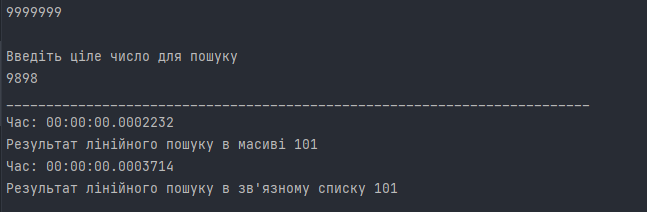 9999999
Введіть ціле число для пошуку
9898
_________________________________________________________________________
Час: 00:00:00.0002232
Результат лінійного пошуку в масиві 101
Час: 00:00:00.0003714
Результат лінійного пошуку в зв'язному списку 101